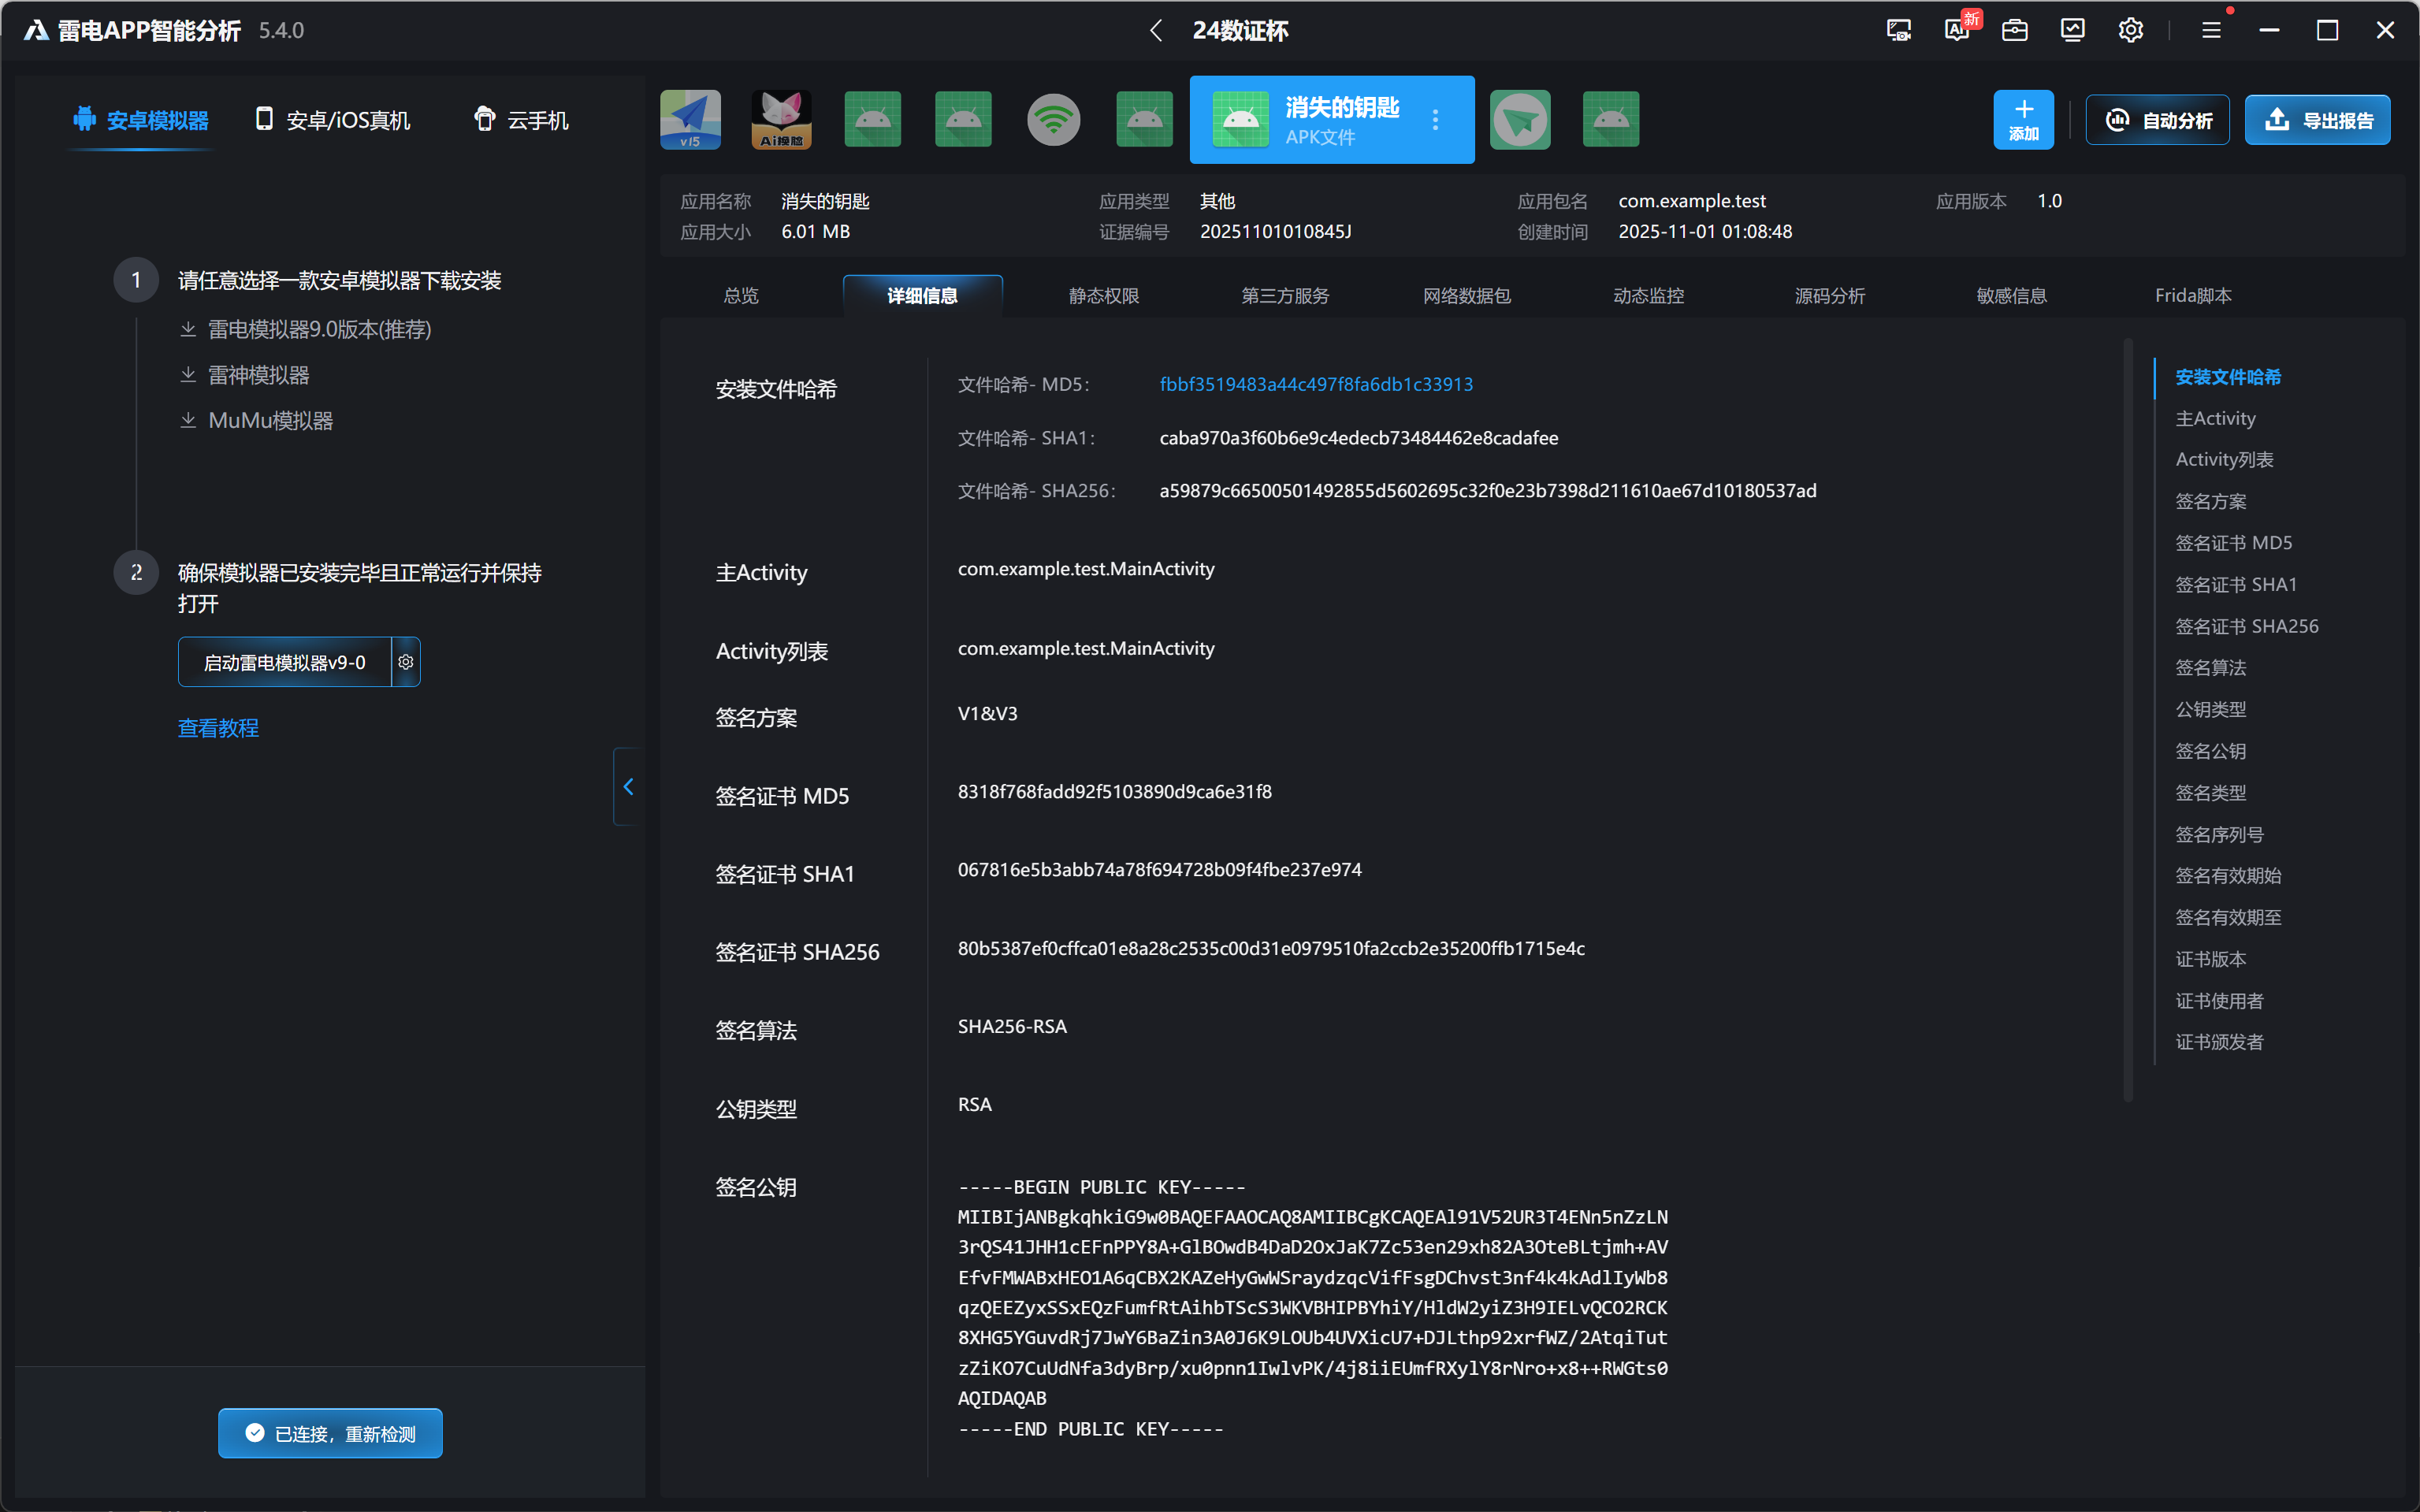 雷电APP智能分析 5.4.0
24数证杯
新
安卓模拟器
安卓/iOS真机
云手机
1
请任意选择一款安卓模拟器下载安装
雷电模拟器9.0版本(推荐)
雷神模拟器
MuMu模拟器
2
确保模拟器已安装完毕且正常运行并保持
打开
启动雷电模拟器v9-0
查看教程
已连接，重新检测
v15
Ai换脸
消失的钥匙
APK文件
添加
自动分析
导出报告
应用名称 消失的钥匙 应用类型 其他 应用包名 com.example.test 应用版本 1.0
应用大小 6.01 MB 证据编号 20251101010845J 创建时间 2025-11-01 01:08:48
总览 详细信息 静态权限 第三方服务 网络数据包 动态监控 源码分析 敏感信息 Frida脚本
安装文件哈希
文件哈希- MD5： fbbf3519483a44c497f8fa6db1c33913
文件哈希- SHA1： caba970a3f60b6e9c4edecb73484462e8cadafee
文件哈希- SHA256： a59879c66500501492855d5602695c32f0e23b7398d211610ae67d10180537ad
主Activity com.example.test.MainActivity
Activity列表 com.example.test.MainActivity
签名方案 V1&V3
签名证书 MD5 8318f768fadd92f5103890d9ca6e31f8
签名证书 SHA1 067816e5b3abb74a78f694728b09f4fbe237e974
签名证书 SHA256 80b5387ef0cffca01e8a28c2535c00d31e0979510fa2ccb2e35200ffb1715e4c
签名算法 SHA256-RSA
公钥类型 RSA
签名公钥 -----BEGIN PUBLIC KEY-----
MIIBIjANBgkqhkiG9w0BAQEFAAOCAQ8AMIIBCgKCAQEAl91V52UR3T4ENn5nZzLN
3rQS41JHH1cEFnPPY8A+GlBOwdB4DaD2OxJaK7Zc53en29xh82A3OteBLtjmh+AV
EfvFMWABxHEO1A6qCBX2KAZeHyGwWSraydzqcVifFsgDChvst3nf4k4kAdlIyWb8
qzQEEZyxSSxEQzFumfRtAihbTScS3WKVBHIPBYhiY/HldW2yiZ3H9IELvQCO2RCK
8XHG5YGuvdRj7JwY6BaZin3A0J6K9LOUb4UVXicU7+DJLthp92xrfWZ/2AtqiTut
zZiKO7CuUdNfa3dyBrp/xu0pnn1IwlvPK/4j8iiEUmfRXylY8rNro+x8++RWGts0
AQIDAQAB
-----END PUBLIC KEY-----
安装文件哈希
主Activity
Activity列表
签名方案
签名证书 MD5
签名证书 SHA1
签名证书 SHA256
签名算法
公钥类型
签名公钥
签名类型
签名序列号
签名有效期始
签名有效期至
证书版本
证书使用者
证书颁发者